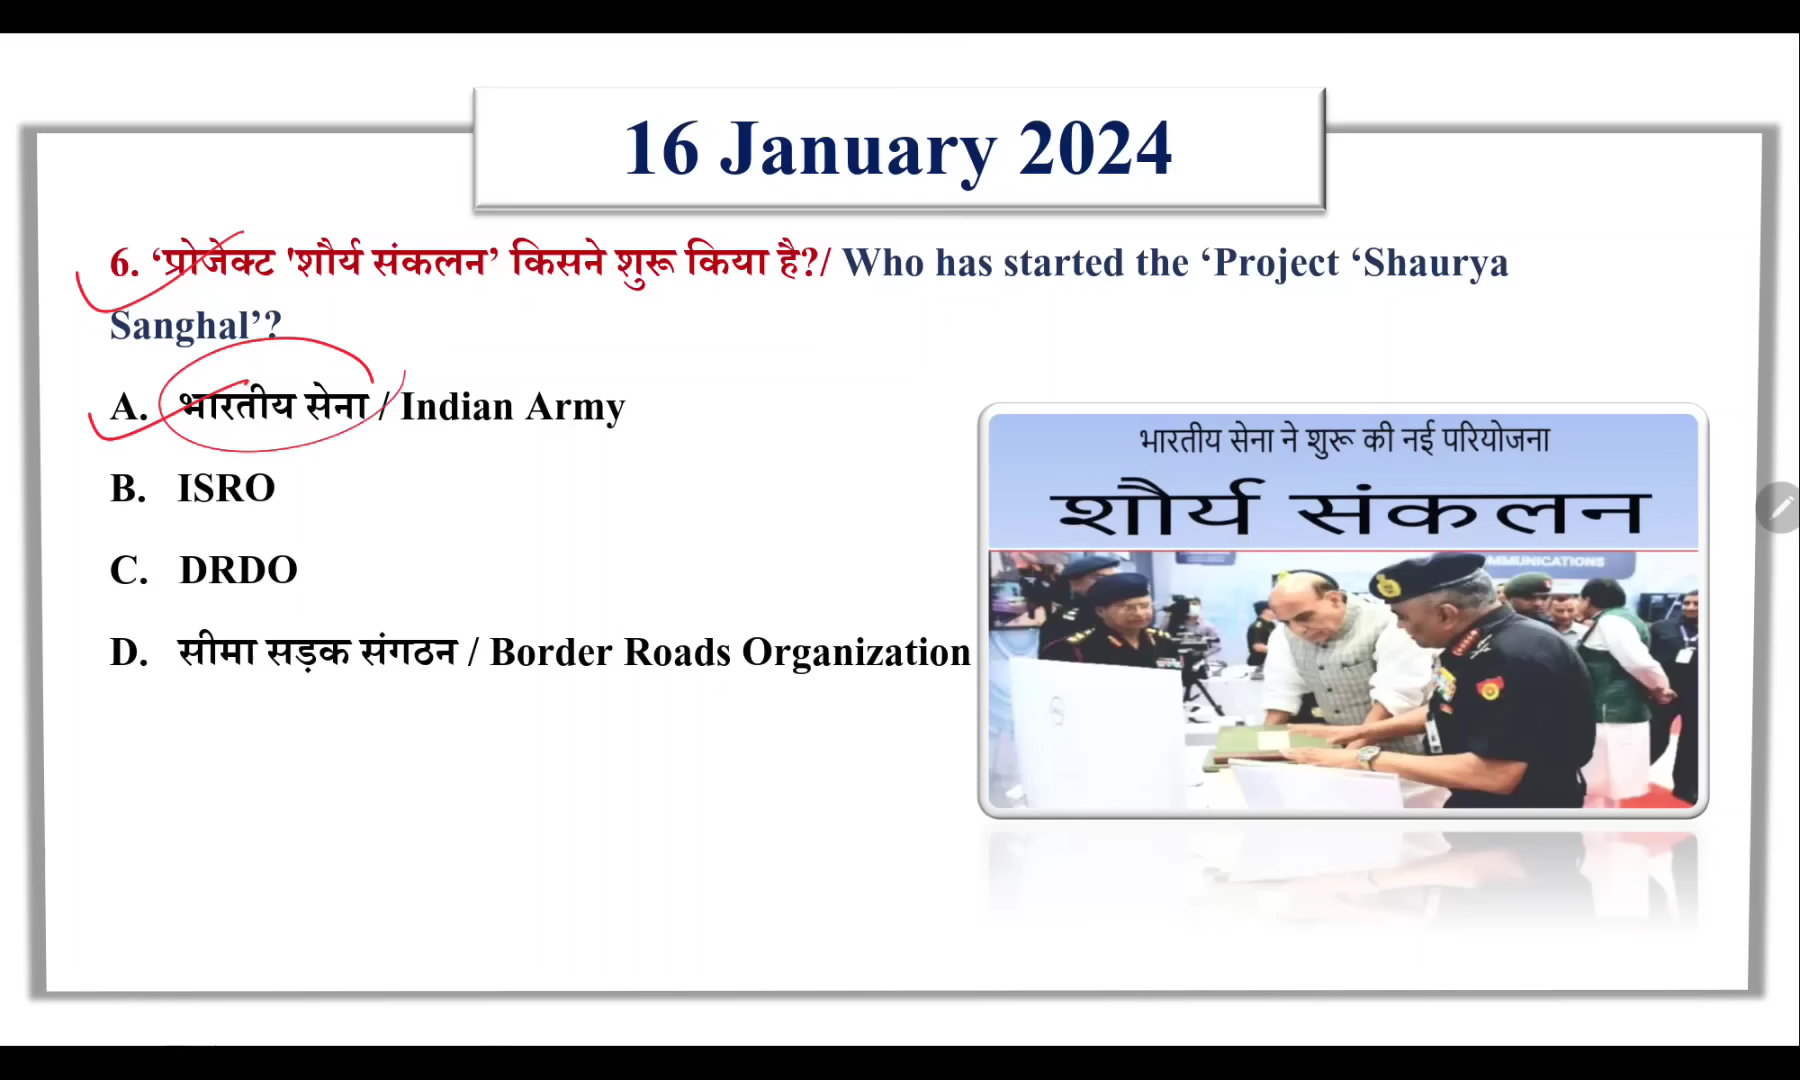 16 January 2024
6. ‘प्रोजेक्ट 'शौर्य संकलन’ किसने शुरू किया है?/ Who has started the ‘Project ‘Shaurya
Sanghal’’?
A. भारतीय सेना / Indian Army
B. ISRO
C. DRDO
D. सीमा सड़क संगठन / Border Roads Organization
भारतीय सेना ने शुरू की नई परियोजना
शौर्य संकलन
MMUNICATIONS